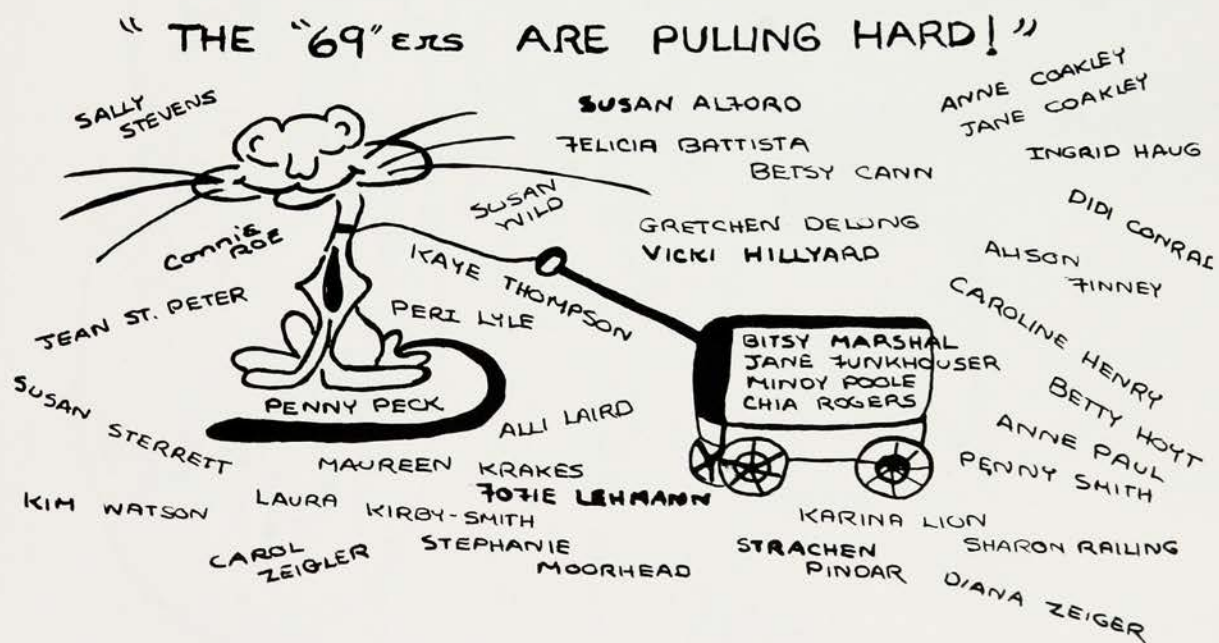 " THE "69"ers ARE PULLING HARD! "
SALLY
STEVENS
SUSAN ALFORO
FELICIA BATTISTA
BETSY CANN
ANNE COAKLEY
JANE COAKLEY
INGRID HAUG
DIDI CONRAL
SUSAN
WILD
GRETCHEN DELUNG
VICKI HILLYARD
ALISON
FINNEY
CONNIE
ROE
KAYE THOMPSON
JEAN ST. PETER
PERI LYLE
CAROLINE HENRY
BITSY MARSHAL
JANE FUNKHOUSER
MINDY POOLE
CHIA ROGERS
PENNY PECK
SUSAN STERRETT
ALLI LAIRD
BETTY HOYT
ANNE PAUL
PENNY SMITH
MAUREEN KRAKES
FOFIE LEHMANN
KIM WATSON
LAURA KIRBY-SMITH
KARINA LION
CAROL
ZEIGLER
STEPHANIE
MOORHEAD
STRACHEN
PINDAR
SHARON RAILING
DIANA ZEIGER